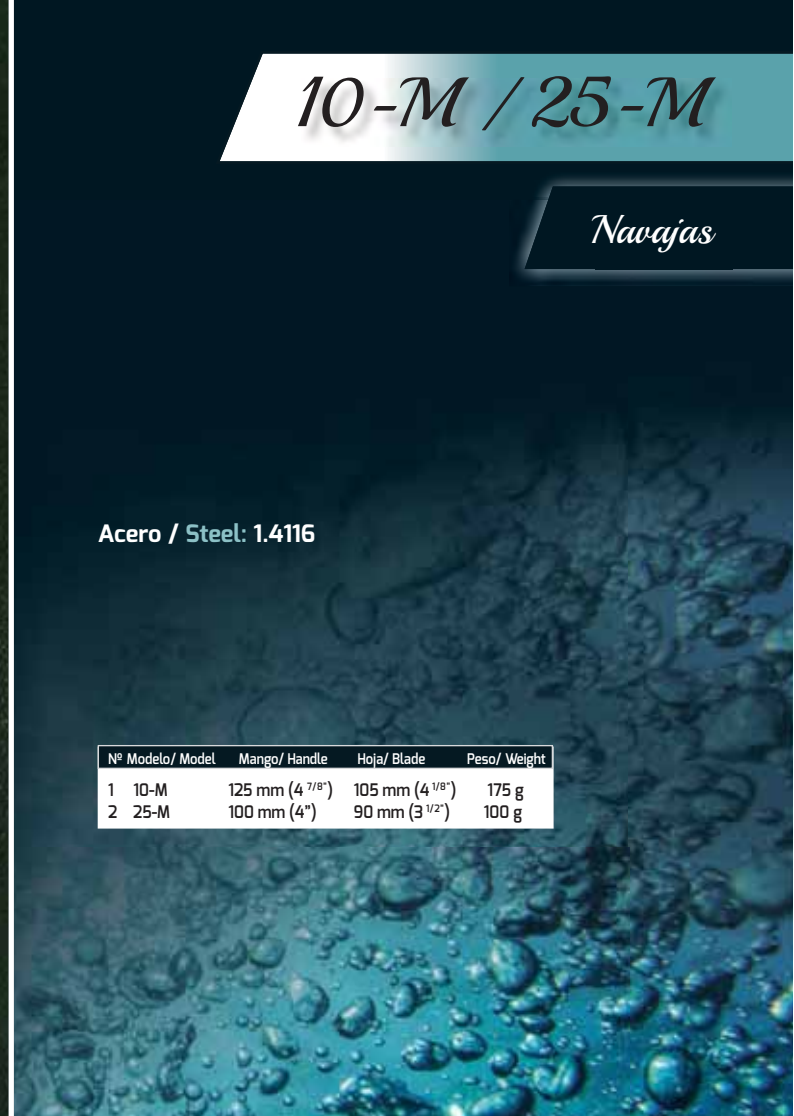 10-M / 25-M
Navajas
Acero / Steel: 1.4116
Nº Modelo/ Model Mango/ Handle Hoja/ Blade Peso/ Weight
1 10-M 125 mm (4 7/8") 105 mm (4 1/8") 175 g
2 25-M 100 mm (4”) 90 mm (3 1/2") 100 g